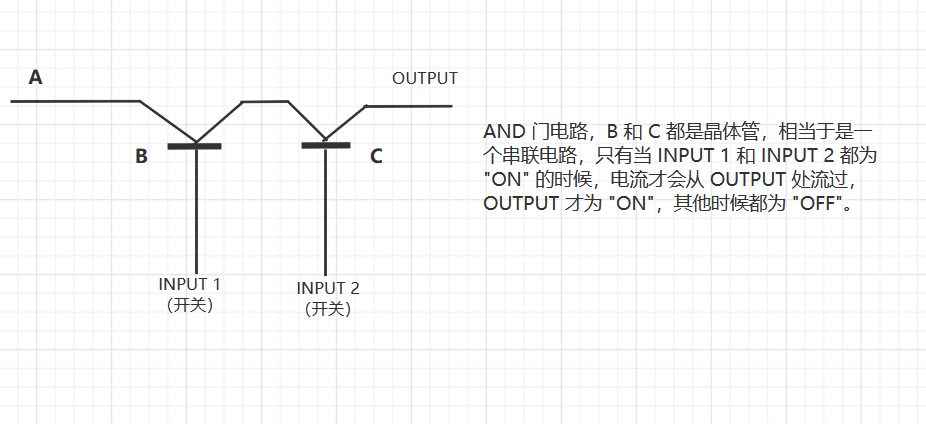 A
OUTPUT
B
C
INPUT 1
（开关）
INPUT 2
（开关）
AND 门电路，B 和 C 都是晶体管，相当于是一
个串联电路，只有当 INPUT 1 和 INPUT 2 都为
"ON" 的时候，电流才会从 OUTPUT 处流过，
OUTPUT 才为 "ON"，其他时候都为 "OFF"。